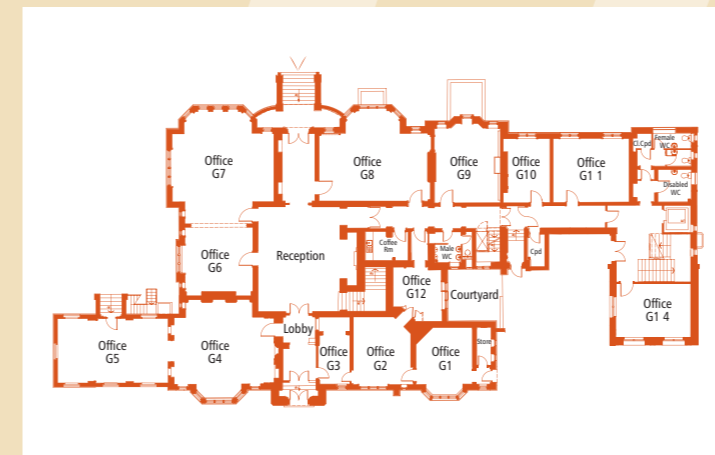 Office
G7
Office
G8
Office
G9
Office
G10
Office
G1 1
Cl.Cpd
Female
WC
Disabled
WC
Office
G6
Reception
Coffee
Rm
Male
WC
Cpd
Office
G12
Courtyard
Office
G1 4
Office
G5
Office
G4
Lobby
Office
G3
Office
G2
Office
G1
Store